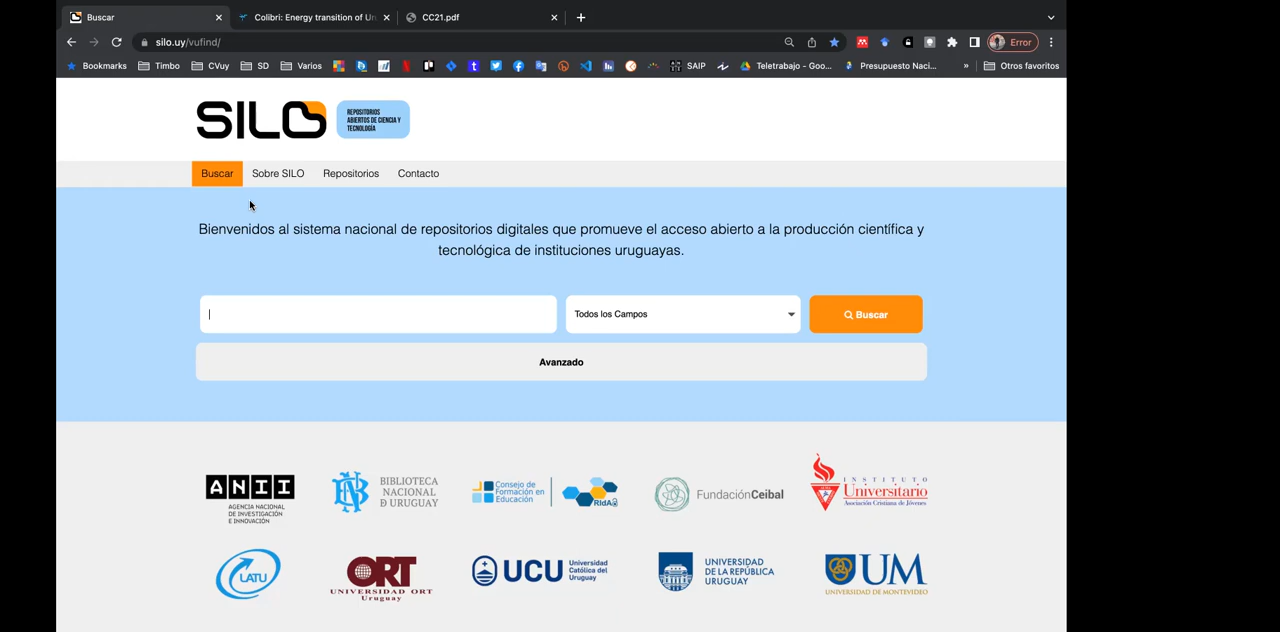 Buscar
Colibri: Energy transition of Un
CC21.pdf
silo.uy/vufind/
Error
Bookmarks
Timbo
CVuy
SD
Varios
SAIP
Teletrabajo - Goo...
Presupuesto Naci...
»
Otros favoritos
SILO
REPOSITORIOS
ABIERTOS DE CIENCIA Y
TECNOLOGÍA
Buscar
Sobre SILO
Repositorios
Contacto
Bienvenidos al sistema nacional de repositorios digitales que promueve el acceso abierto a la producción científica y
tecnológica de instituciones uruguayas.
Todos los Campos
Buscar
Avanzado
ANII
AGENCIA NACIONAL
DE INVESTIGACIÓN
E INNOVACIÓN
BIBLIOTECA
NACIONAL
D URUGUAY
Consejo de
Formación en
Educación
RIdAA
FundaciónCeibal
INSTITUTO
Universitario
Asociación Cristiana de Jóvenes
LATU
ORT
UNIVERSIDAD ORT
Uruguay
UCU
Universidad
Católica del
Uruguay
UNIVERSIDAD
DE LA REPÚBLICA
URUGUAY
UM
UNIVERSIDAD DE MONTEVIDEO